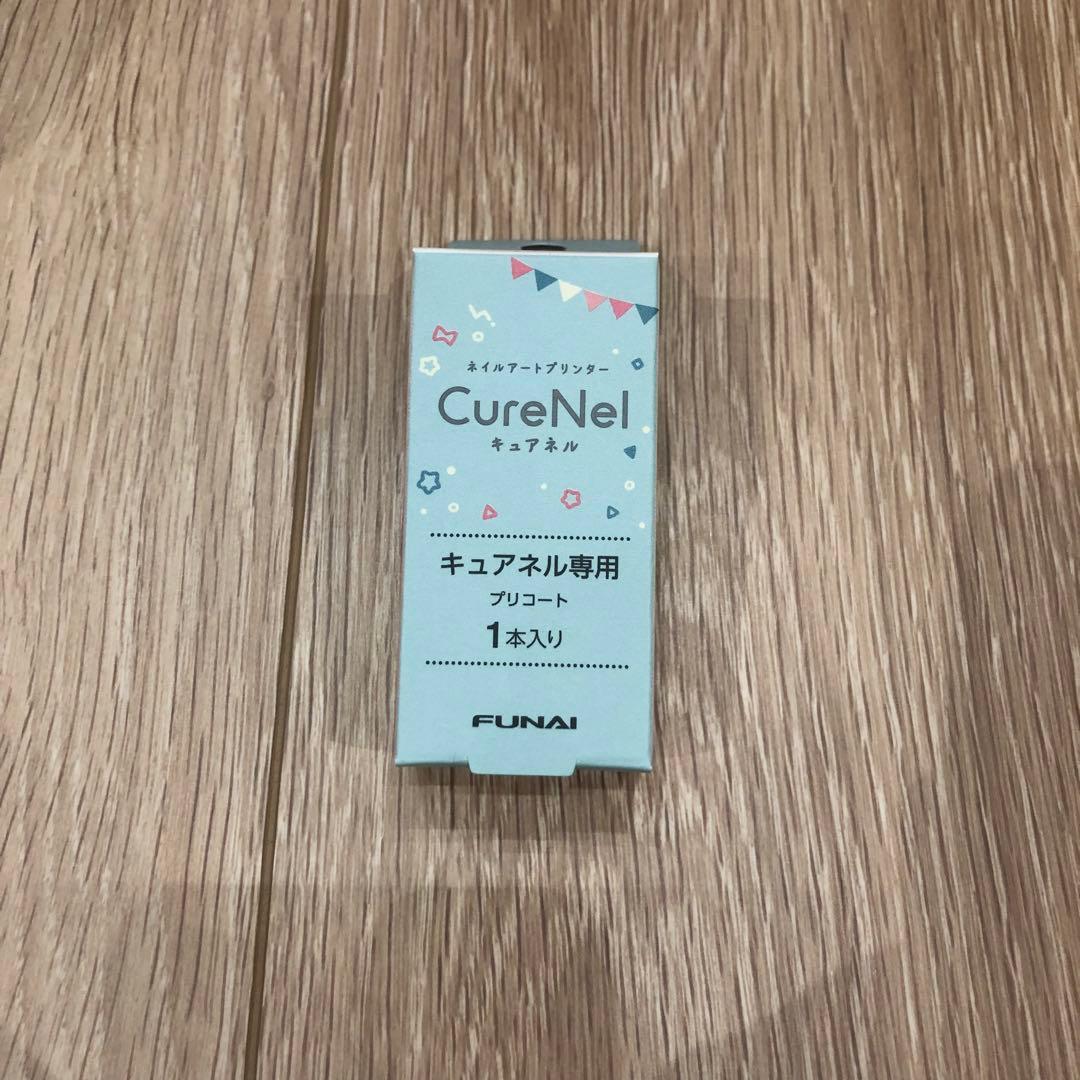 ネイルアートプリンター
CureNel
キュアネル
キュアネル専用
プリコート
1本入り
FUNAI